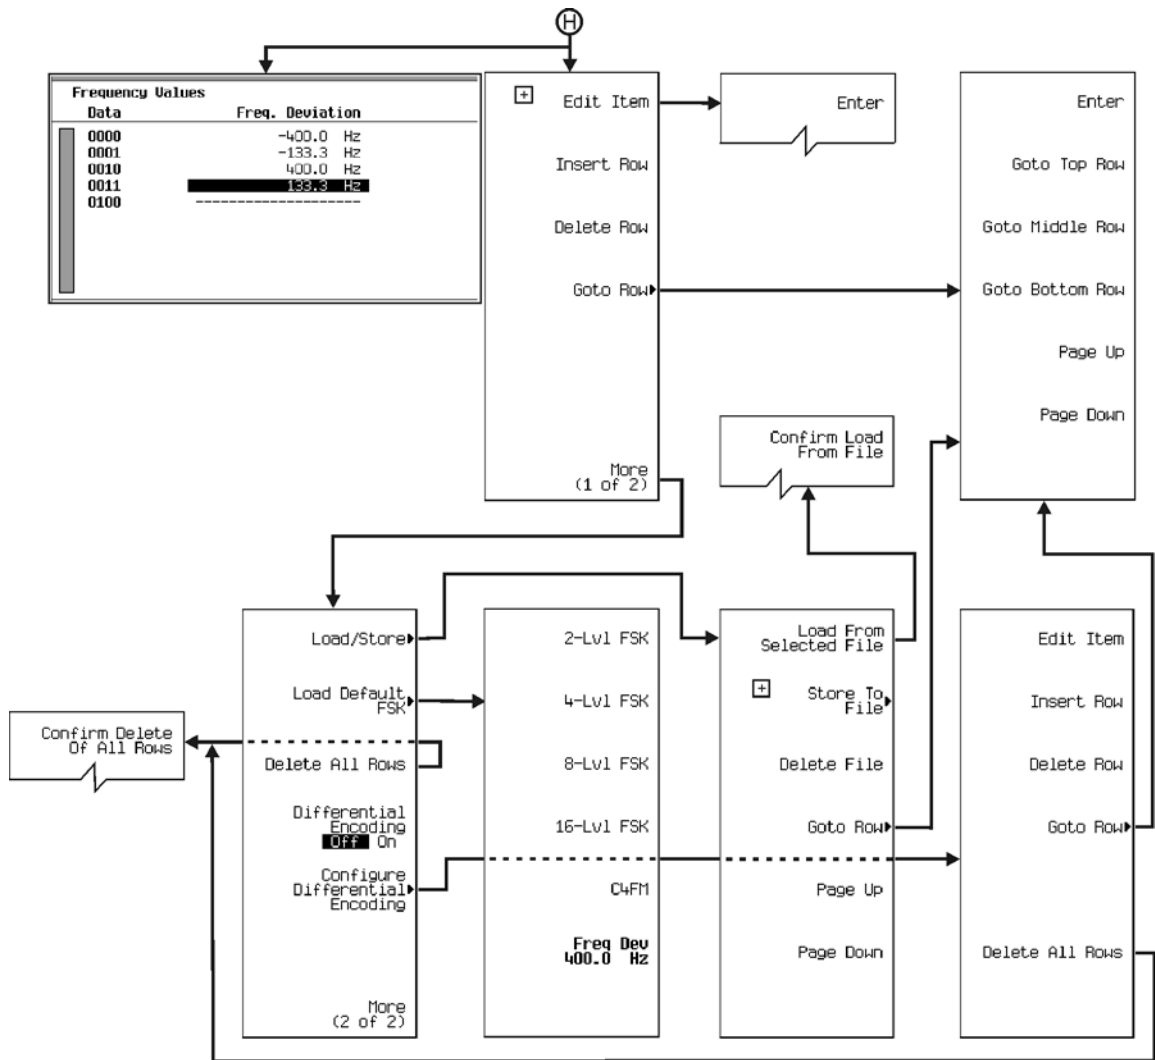 H
Frequency Values
Data Freq. Deviation
0000 -400.0 Hz
0001 -133.3 Hz
0010 400.0 Hz
0011 133.3 Hz
0100 ---------------------
+ Edit Item
Insert Row
Delete Row
Goto Row
More
(1 of 2)
Enter
Enter
Goto Top Row
Goto Middle Row
Goto Bottom Row
Page Up
Page Down
Confirm Load
From File
Load/Store
Load Default
FSK
Delete All Rows
Differential
Encoding
Off On
Configure
Differential
Encoding
More
(2 of 2)
Confirm Delete
Of All Rows
2-Lvl FSK
4-Lvl FSK
8-Lvl FSK
16-Lvl FSK
C4FM
Freq Dev
400.0 Hz
Load From
Selected File
+ Store To
File
Delete File
Goto Row
Page Up
Page Down
Edit Item
Insert Row
Delete Row
Goto Row
Delete All Rows